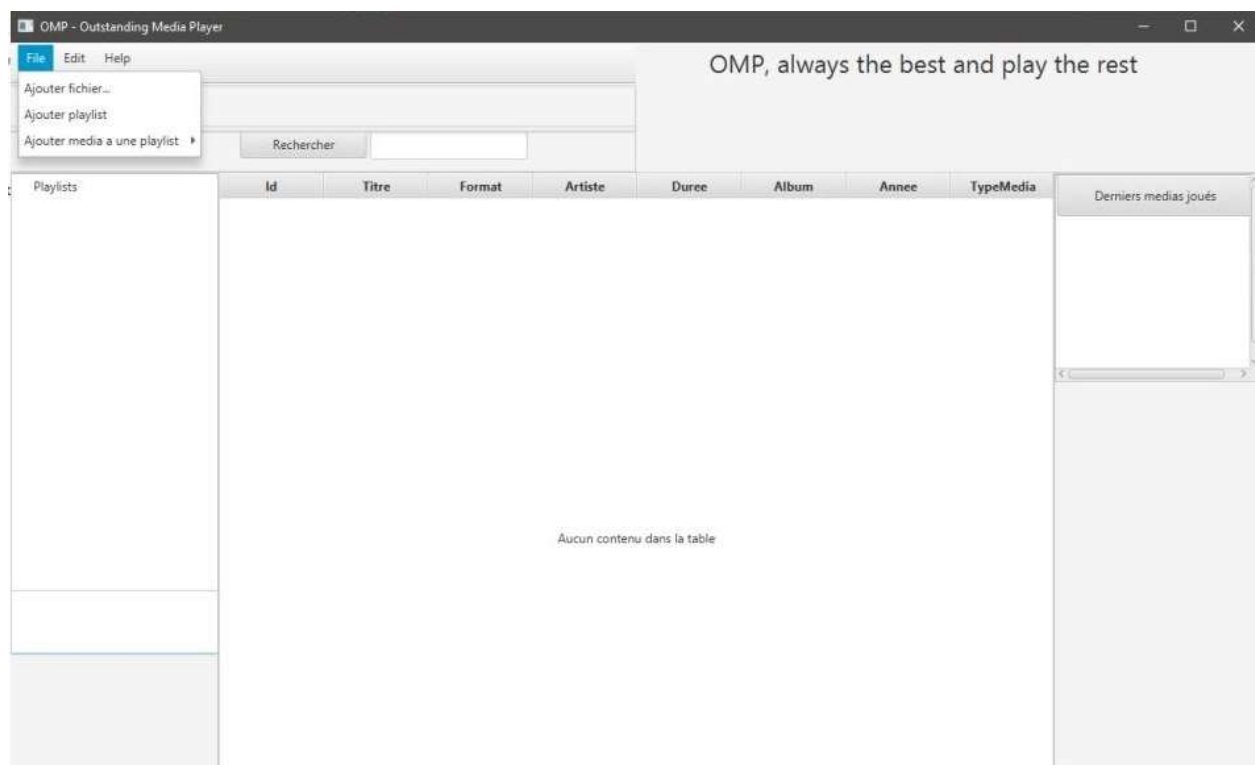 OMP - Outstanding Media Player
File Edit Help
OMP, always the best and play the rest
Ajouter fichier...
Ajouter playlist
Ajouter media a une playlist
Rechercher
Playlists
Id Titre Format Artiste Duree Album Annee TypeMedia
Derniers medias joués
Aucun contenu dans la table